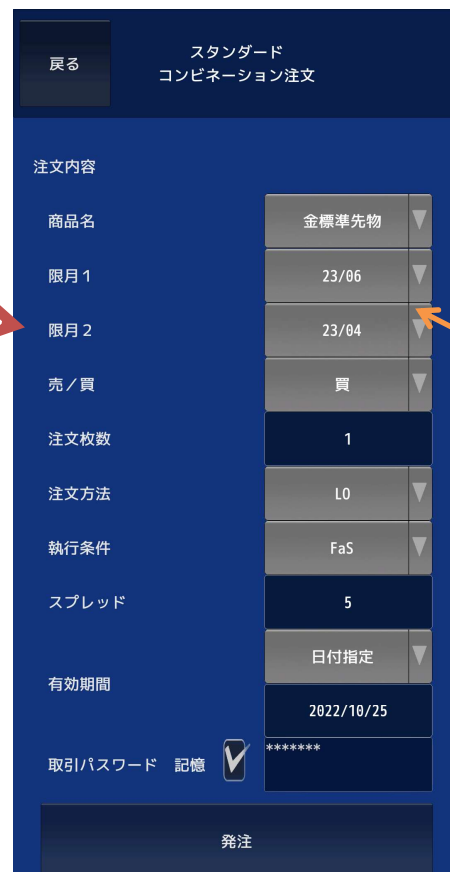 戻る
スタンダード
コンビネーション注文
注文内容
商品名 金標準先物
限月1 23/06
限月2 23/04
売/買 買
注文枚数 1
注文方法 LO
執行条件 FaS
スプレッド 5
日付指定
有効期間
2022/10/25
取引パスワード 記憶 *******
発注